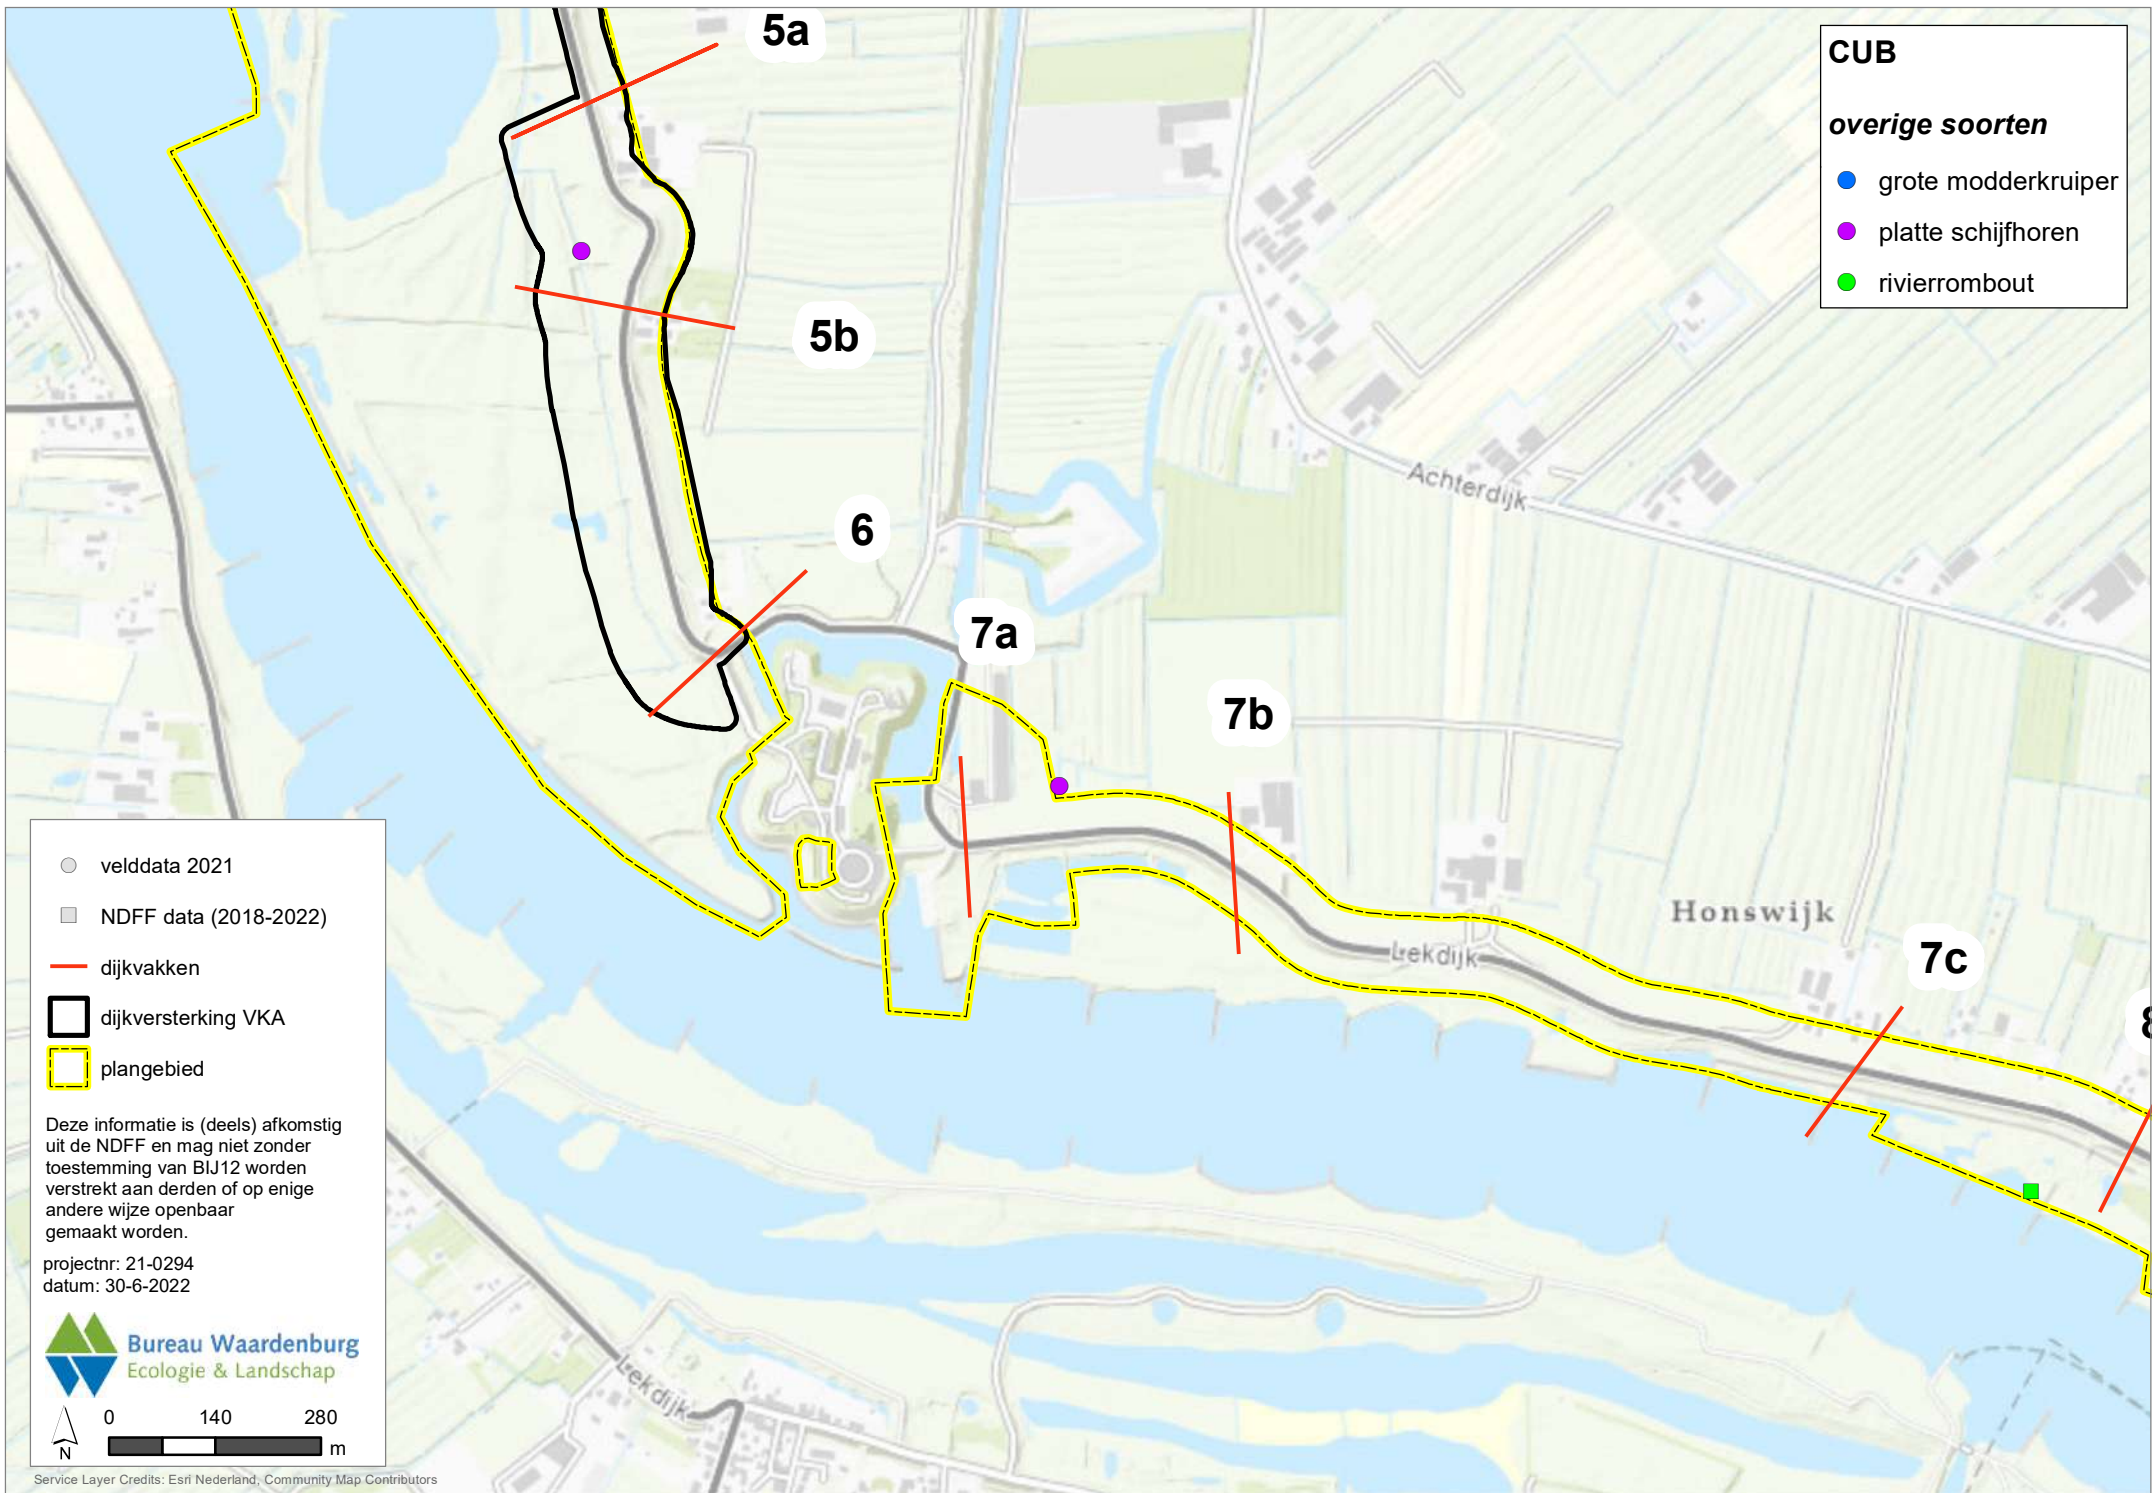 5a
CUB
overige soorten
grote modderkruiper
platte schijfhoren
rivierrombout
5b
Achterdijk
6
7a
7b
Honswijk
Lekdijk
7c
8
velddata 2021
NDFF data (2018-2022)
dijkvakken
dijkversterking VKA
plangebied
Deze informatie is (deels) afkomstig
uit de NDFF en mag niet zonder
toestemming van BIJ12 worden
verstrekt aan derden of op enige
andere wijze openbaar
gemaakt worden.
projectnr: 21-0294
datum: 30-6-2022
Bureau Waardenburg
Ecologie & Landschap
0 140 280
m
N
Lekdijk
Service Layer Credits: Esri Nederland, Community Map Contributors